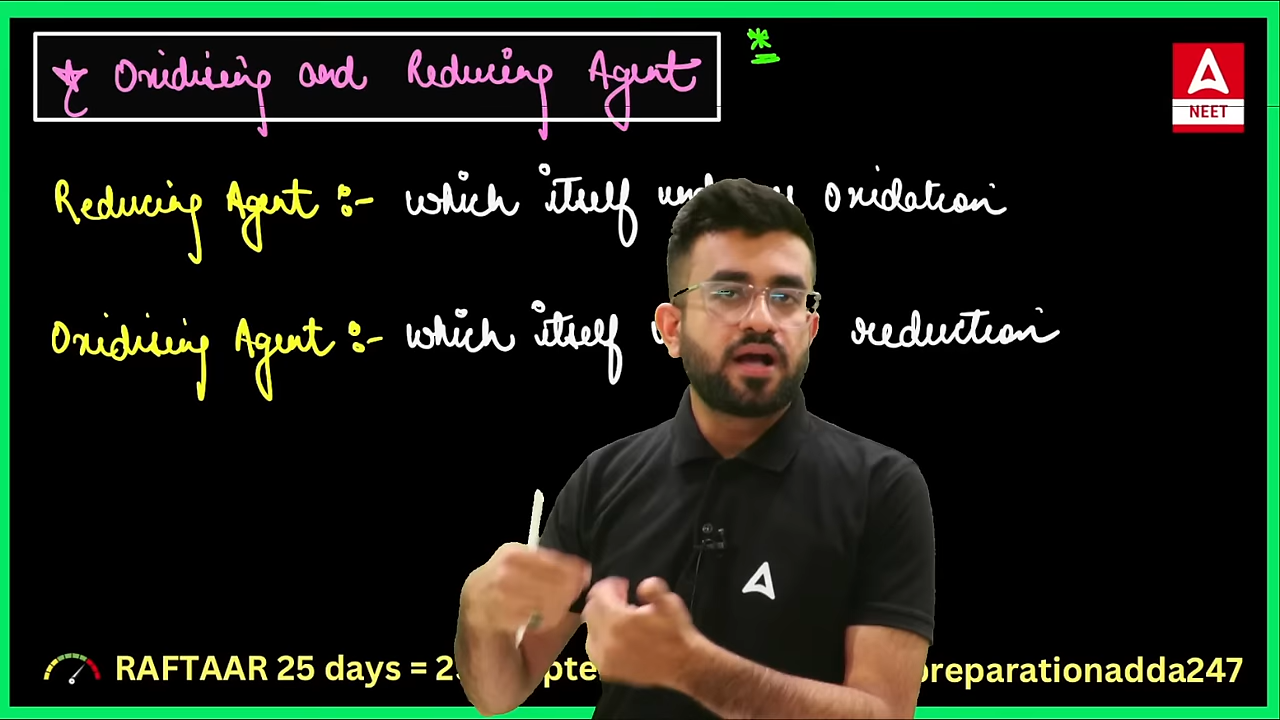 ☆ Oxidising and Reducing Agent *
NEET
Reducing Agent :- which itself oxidation
Oxidising Agent :- which itself reduction
RAFTAAR 25 days = 2 preparationadda247